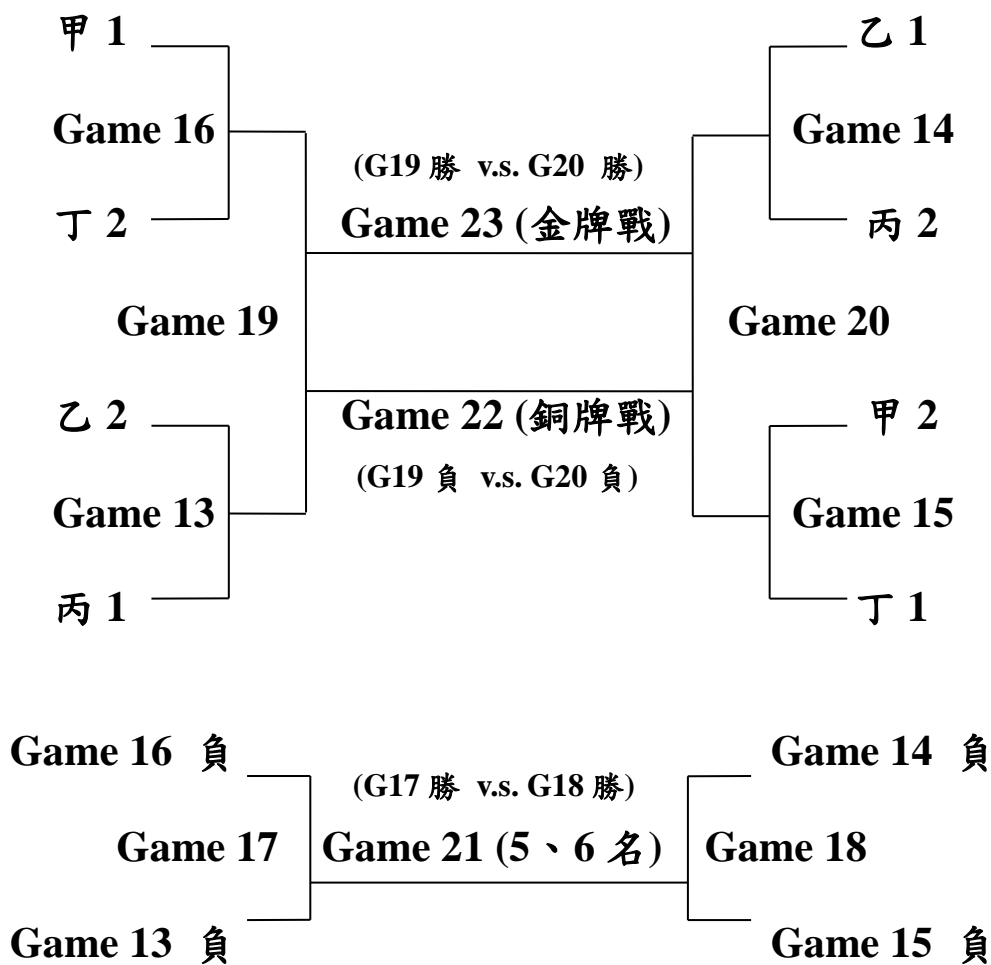 甲 1
乙 1
Game 16
Game 14
(G19 勝 v.s. G20 勝)
丁 2
Game 23 (金牌戰)
丙 2
Game 19
Game 20
乙 2
Game 22 (銅牌戰)
甲 2
(G19 負 v.s. G20 負)
Game 13
Game 15
丙 1
丁 1
Game 16 負
Game 14 負
(G17 勝 v.s. G18 勝)
Game 17
Game 21 (5、6 名)
Game 18
Game 13 負
Game 15 負